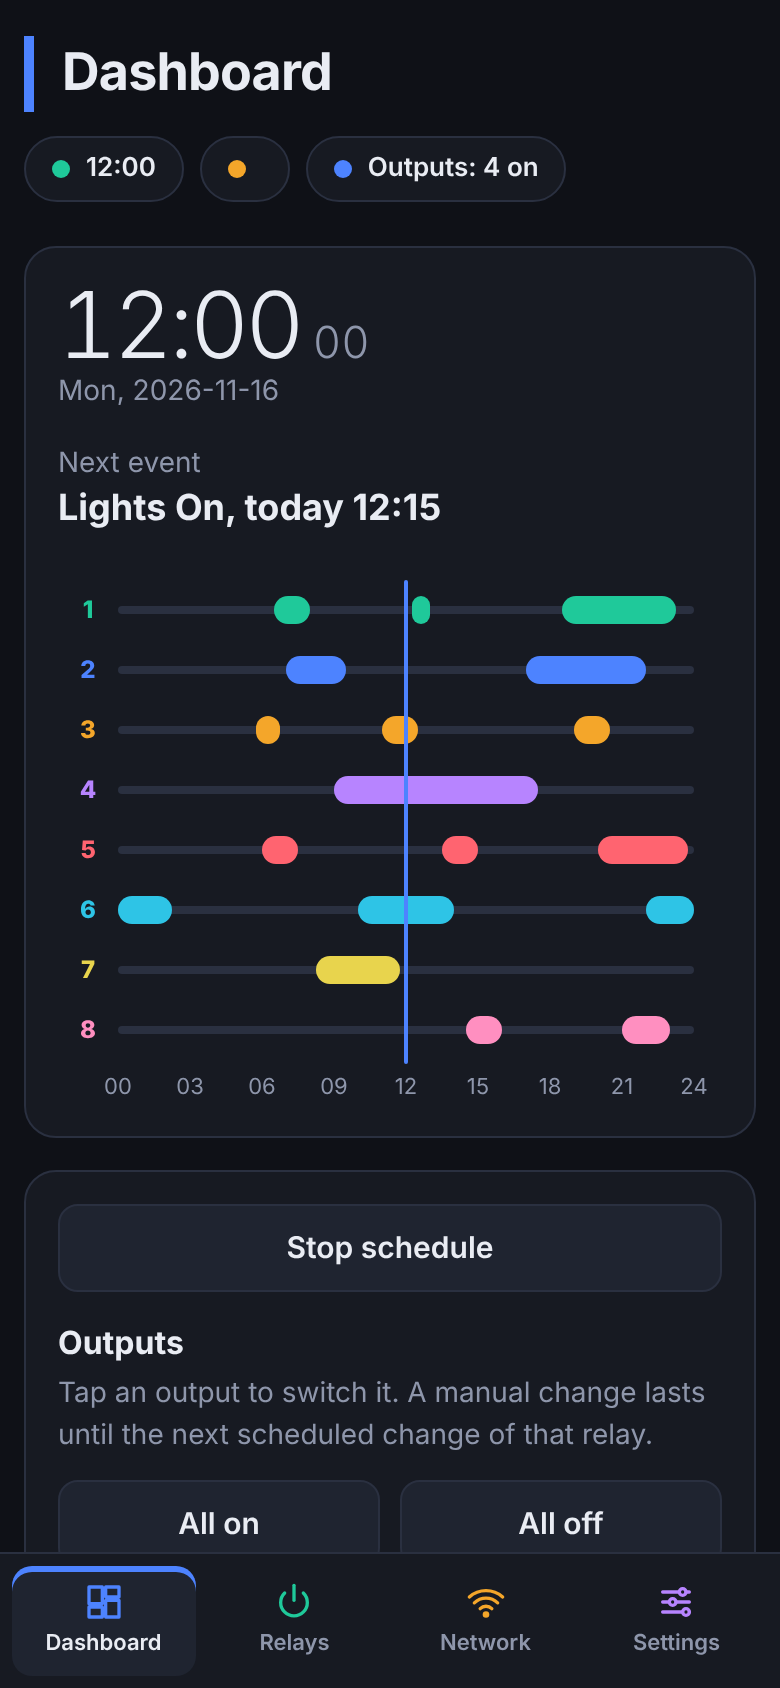 Dashboard
12:00
Outputs: 4 on
12:00 00
Mon, 2026-11-16
Next event
Lights On, today 12:15
1
2
3
4
5
6
7
8
00 03 06 09 12 15 18 21 24
Stop schedule
Outputs
Tap an output to switch it. A manual change lasts
until the next scheduled change of that relay.
All on All off
Dashboard Relays Network Settings